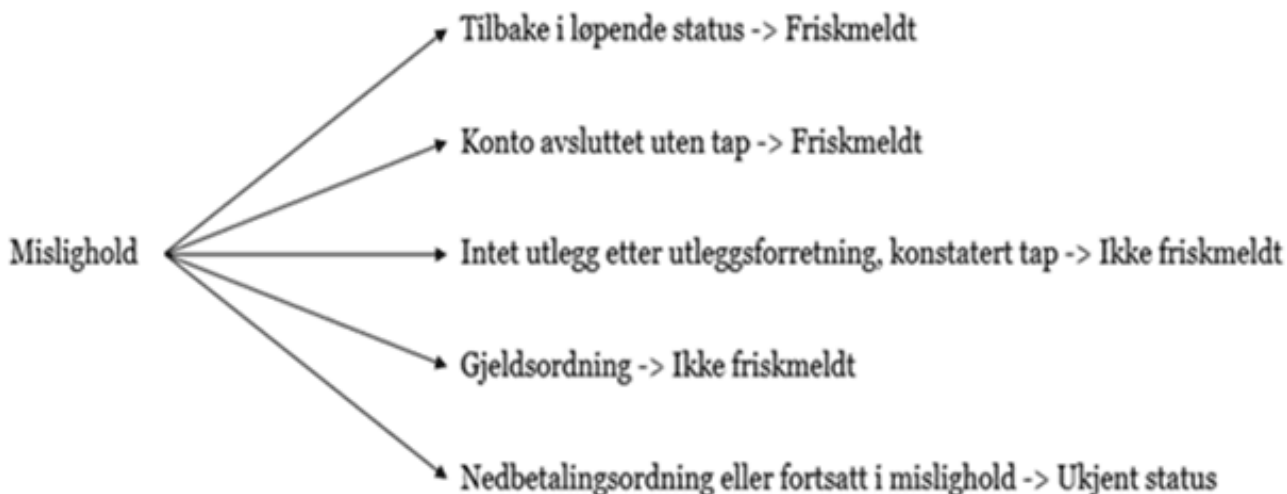 Tilbake i løpende status -> Friskmeldt
Konto avsluttet uten tap -> Friskmeldt
Mislighold
Intet utlegg etter utleggsforretning, konstatert tap -> Ikke friskmeldt
Gjeldsordning -> Ikke friskmeldt
Nedbetalingsordning eller fortsatt i mislighold -> Ukjent status